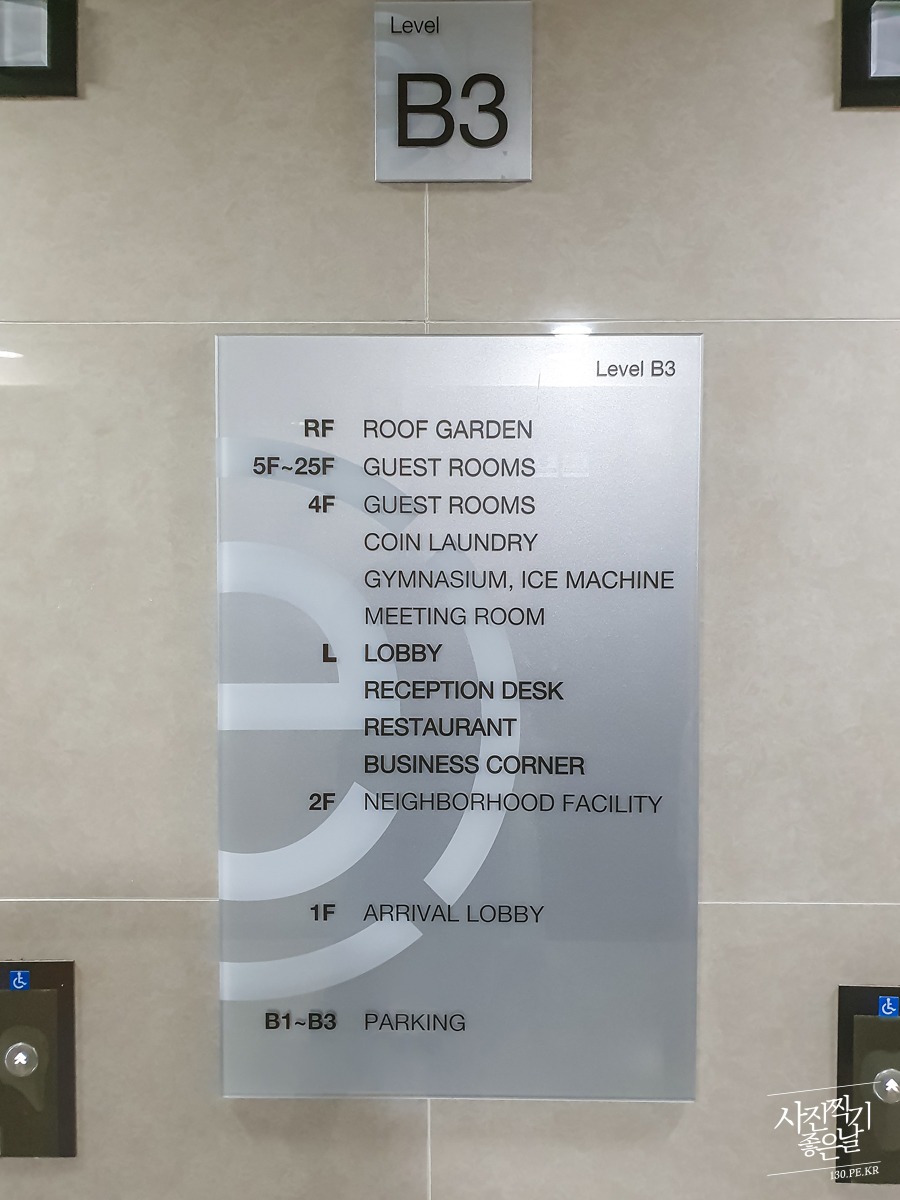 Level
B3
Level B3
RF ROOF GARDEN
5F~25F GUEST ROOMS
4F GUEST ROOMS
COIN LAUNDRY
GYMNASIUM, ICE MACHINE
MEETING ROOM
L LOBBY
RECEPTION DESK
RESTAURANT
BUSINESS CORNER
2F NEIGHBORHOOD FACILITY
1F ARRIVAL LOBBY
B1~B3 PARKING
사진찍기
좋은날
130.PE.KR